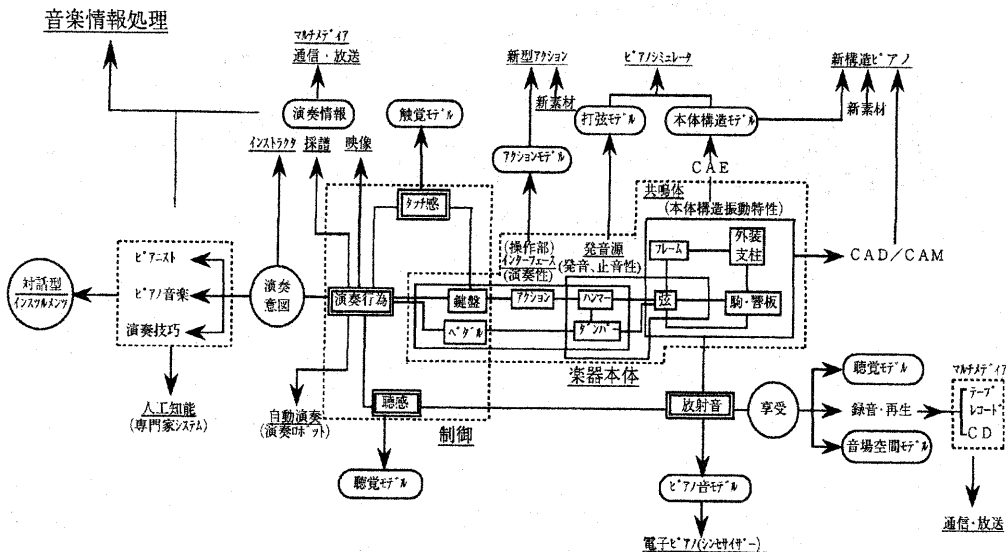 音楽情報処理
ﾏﾙﾁﾒﾃﾞｨｱ
通信・放送
演奏情報
ｲﾝｽﾄﾗｸﾀ 採譜 映像
触覚ﾓﾃﾞﾙ
新型ｱｸｼｮﾝ
新素材
ｱｸｼｮﾝﾓﾃﾞﾙ
ﾋﾟｱﾉｼﾐｭﾚｰﾀ
打弦ﾓﾃﾞﾙ
本体構造ﾓﾃﾞﾙ
新構造ﾋﾟｱﾉ
新素材
CAE
共鳴体
(本体構造振動特性)
ﾀｯﾁ感
(操作部)
ｲﾝﾀｰﾌｪｰｽ
(演奏性)
発音源
(発音、止音性)
ﾌﾚｰﾑ
外装
支柱
CAD／CAM
対話型
ｲﾝｽﾂﾙﾒﾝﾂ
ﾋﾟｱﾆｽﾄ
ﾋﾟｱﾉ音楽
演奏技巧
演奏
意図
演奏行為
鍵盤
ｱｸｼｮﾝ
ﾊﾝﾏｰ
弦
駒・響板
ﾍﾟﾀﾞﾙ
ﾀﾞﾝﾊﾟｰ
楽器本体
人工知能
(専門家ｼｽﾃﾑ)
自動演奏
(演奏ﾛﾎﾞｯﾄ)
聴感
制御
聴覚ﾓﾃﾞﾙ
放射音
享受
聴覚ﾓﾃﾞﾙ
録音・再生
音場空間ﾓﾃﾞﾙ
ﾏﾙﾁﾒﾃﾞｨｱ
ﾃｰﾌﾟ
ﾚｺｰﾄﾞ
CD
通信・放送
ﾋﾟｱﾉ音ﾓﾃﾞﾙ
電子ﾋﾟｱﾉ(ｼﾝｾｻｲｻﾞｰ)